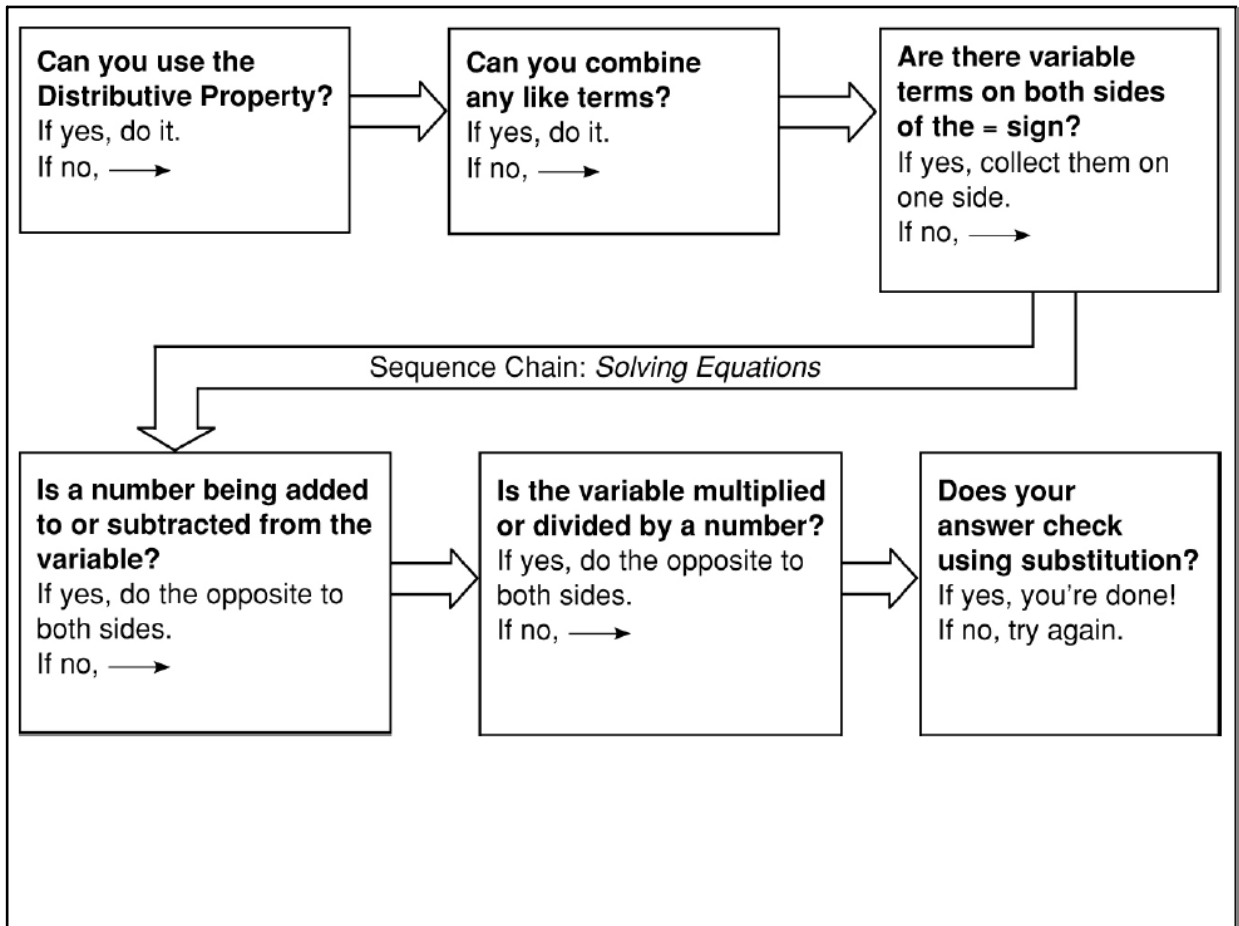 Can you use the
Distributive Property?
If yes, do it.
If no, ⟶
Can you combine
any like terms?
If yes, do it.
If no, ⟶
Are there variable
terms on both sides
of the = sign?
If yes, collect them on
one side.
If no, ⟶
Sequence Chain: Solving Equations
Is a number being added
to or subtracted from the
variable?
If yes, do the opposite to
both sides.
If no, ⟶
Is the variable multiplied
or divided by a number?
If yes, do the opposite to
both sides.
If no, ⟶
Does your
answer check
using substitution?
If yes, you're done!
If no, try again.